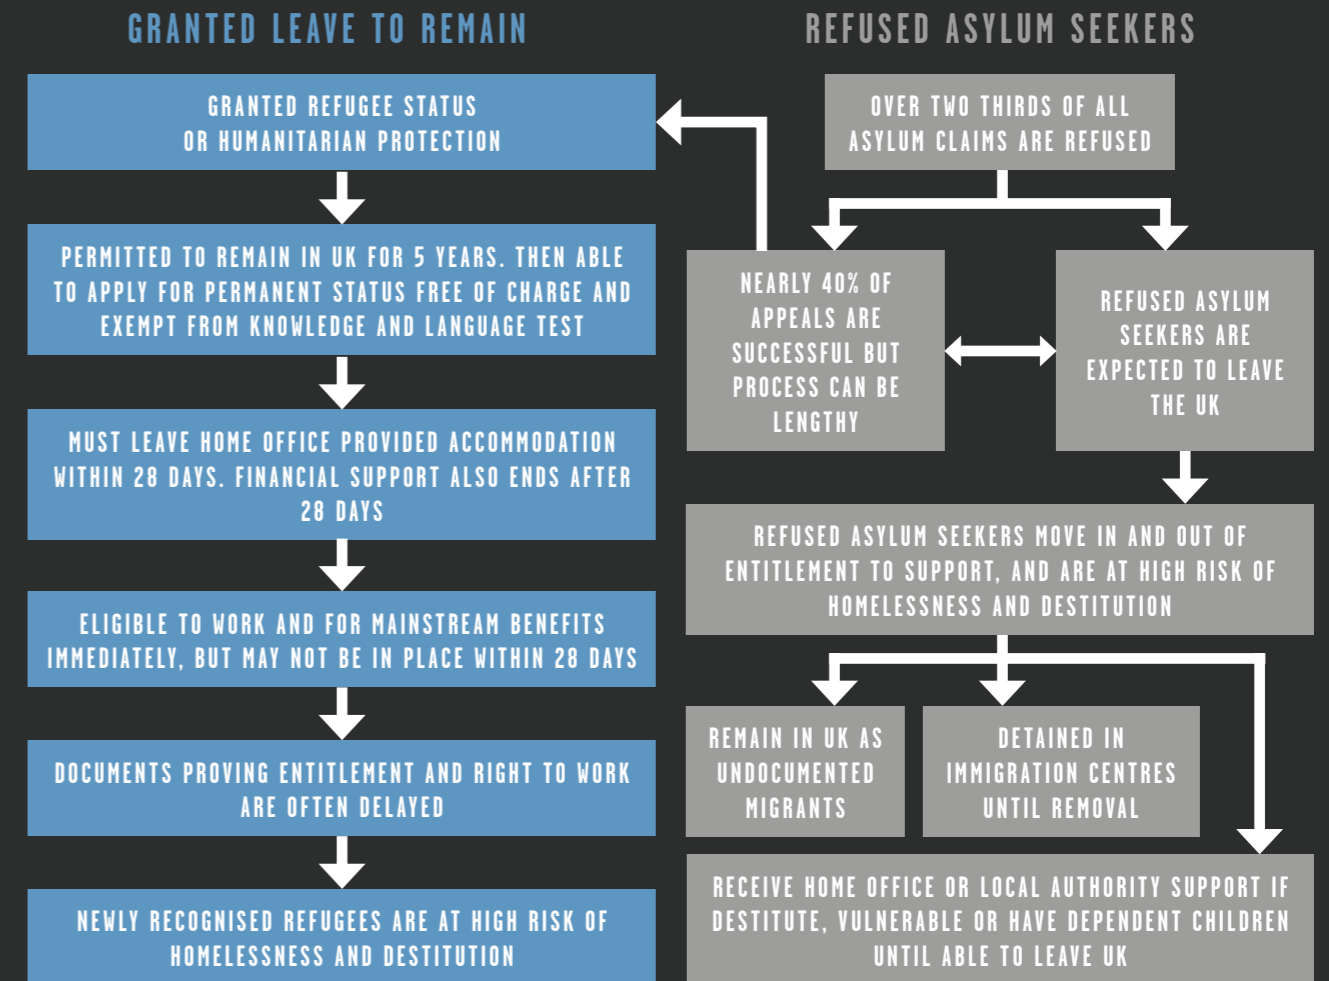 GRANTED LEAVE TO REMAIN
GRANTED REFUGEE STATUS
OR HUMANITARIAN PROTECTION
PERMITTED TO REMAIN IN UK FOR 5 YEARS. THEN ABLE
TO APPLY FOR PERMANENT STATUS FREE OF CHARGE AND
EXEMPT FROM KNOWLEDGE AND LANGUAGE TEST
MUST LEAVE HOME OFFICE PROVIDED ACCOMMODATION
WITHIN 28 DAYS. FINANCIAL SUPPORT ALSO ENDS AFTER
28 DAYS
ELIGIBLE TO WORK AND FOR MAINSTREAM BENEFITS
IMMEDIATELY, BUT MAY NOT BE IN PLACE WITHIN 28 DAYS
DOCUMENTS PROVING ENTITLEMENT AND RIGHT TO WORK
ARE OFTEN DELAYED
NEWLY RECOGNISED REFUGEES ARE AT HIGH RISK OF
HOMELESSNESS AND DESTITUTION
REFUSED ASYLUM SEEKERS
OVER TWO THIRDS OF ALL
ASYLUM CLAIMS ARE REFUSED
NEARLY 40% OF
APPEALS ARE
SUCCESSFUL BUT
PROCESS CAN BE
LENGTHY
REFUSED ASYLUM
SEEKERS ARE
EXPECTED TO LEAVE
THE UK
REFUSED ASYLUM SEEKERS MOVE IN AND OUT OF
ENTITLEMENT TO SUPPORT, AND ARE AT HIGH RISK OF
HOMELESSNESS AND DESTITUTION
REMAIN IN UK AS
UNDOCUMENTED
MIGRANTS
DETAINED IN
IMMIGRATION CENTRES
UNTIL REMOVAL
RECEIVE HOME OFFICE OR LOCAL AUTHORITY SUPPORT IF
DESTITUTE, VULNERABLE OR HAVE DEPENDENT CHILDREN
UNTIL ABLE TO LEAVE UK